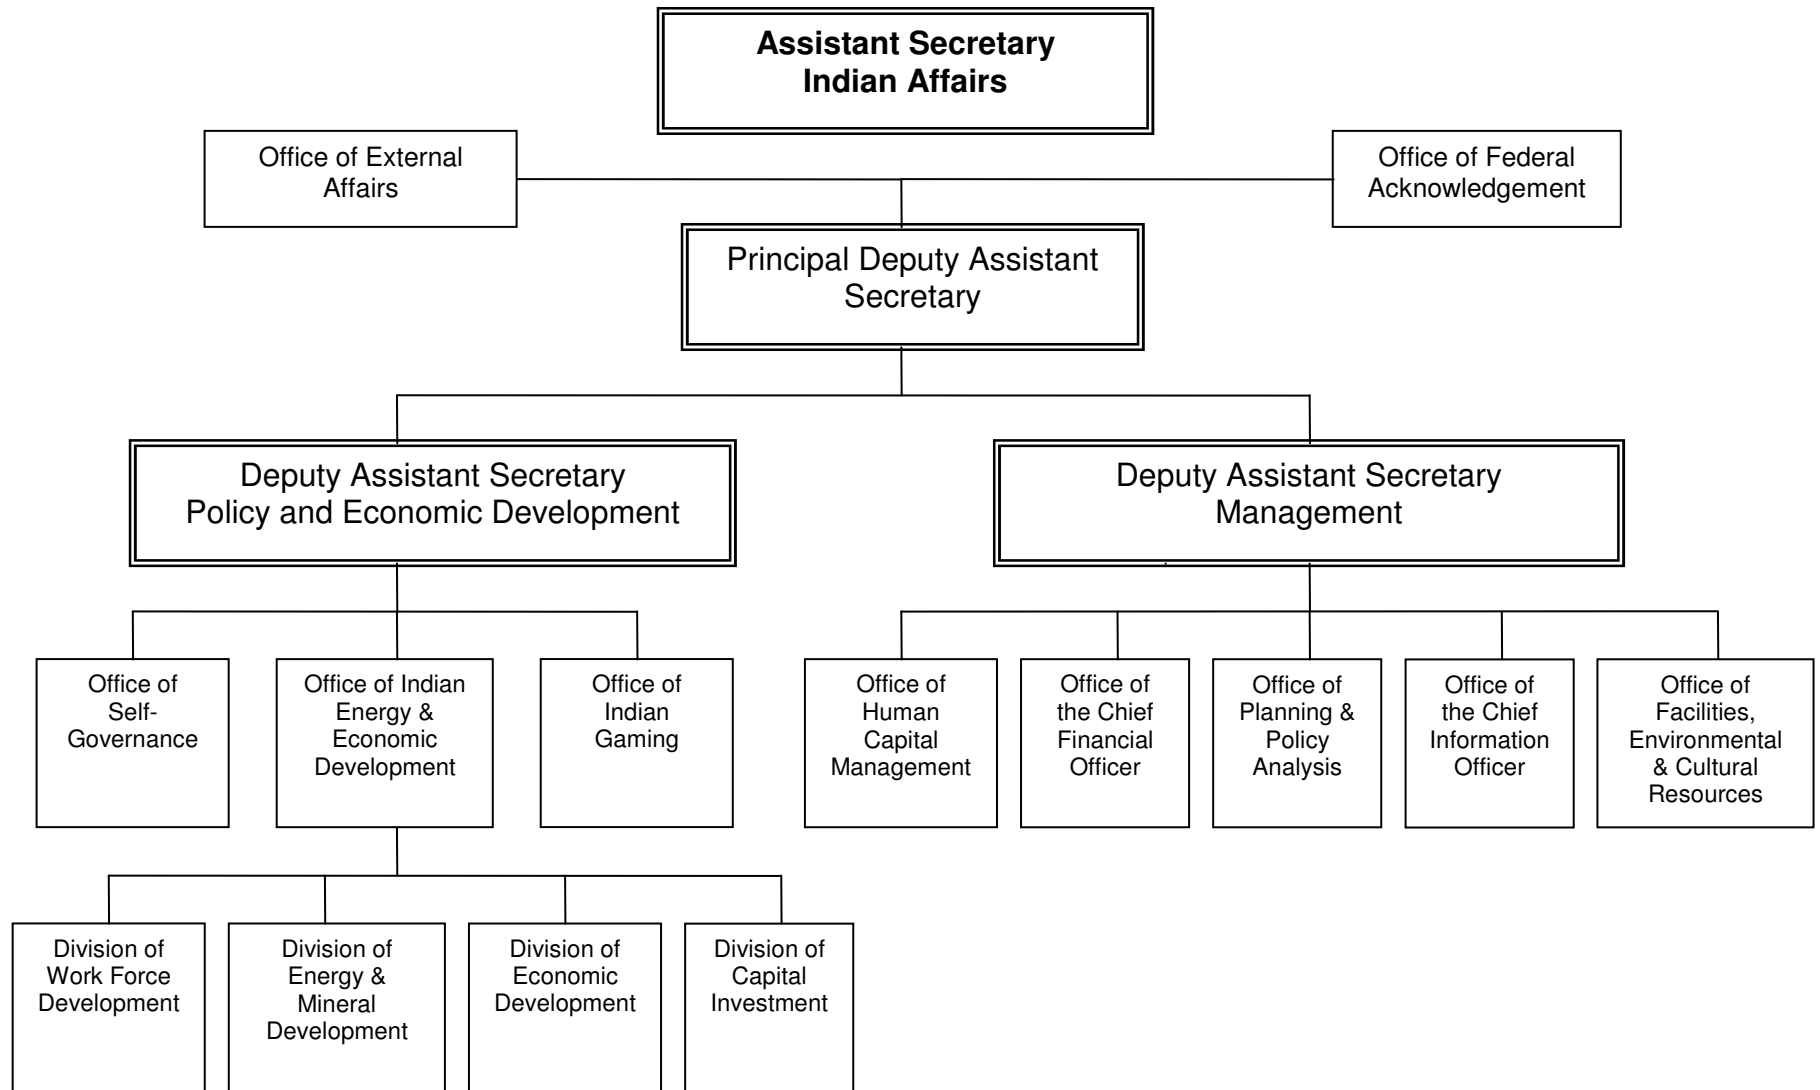 Assistant Secretary
Indian Affairs
Office of External
Affairs
Office of Federal
Acknowledgement
Principal Deputy Assistant
Secretary
Deputy Assistant Secretary
Policy and Economic Development
Deputy Assistant Secretary
Management
Office of
Self-
Governance
Office of Indian
Energy &
Economic
Development
Office of
Indian
Gaming
Office of
Human
Capital
Management
Office of
the Chief
Financial
Officer
Office of
Planning &
Policy
Analysis
Office of
the Chief
Information
Officer
Office of
Facilities,
Environmental
& Cultural
Resources
Division of
Work Force
Development
Division of
Energy &
Mineral
Development
Division of
Economic
Development
Division of
Capital
Investment